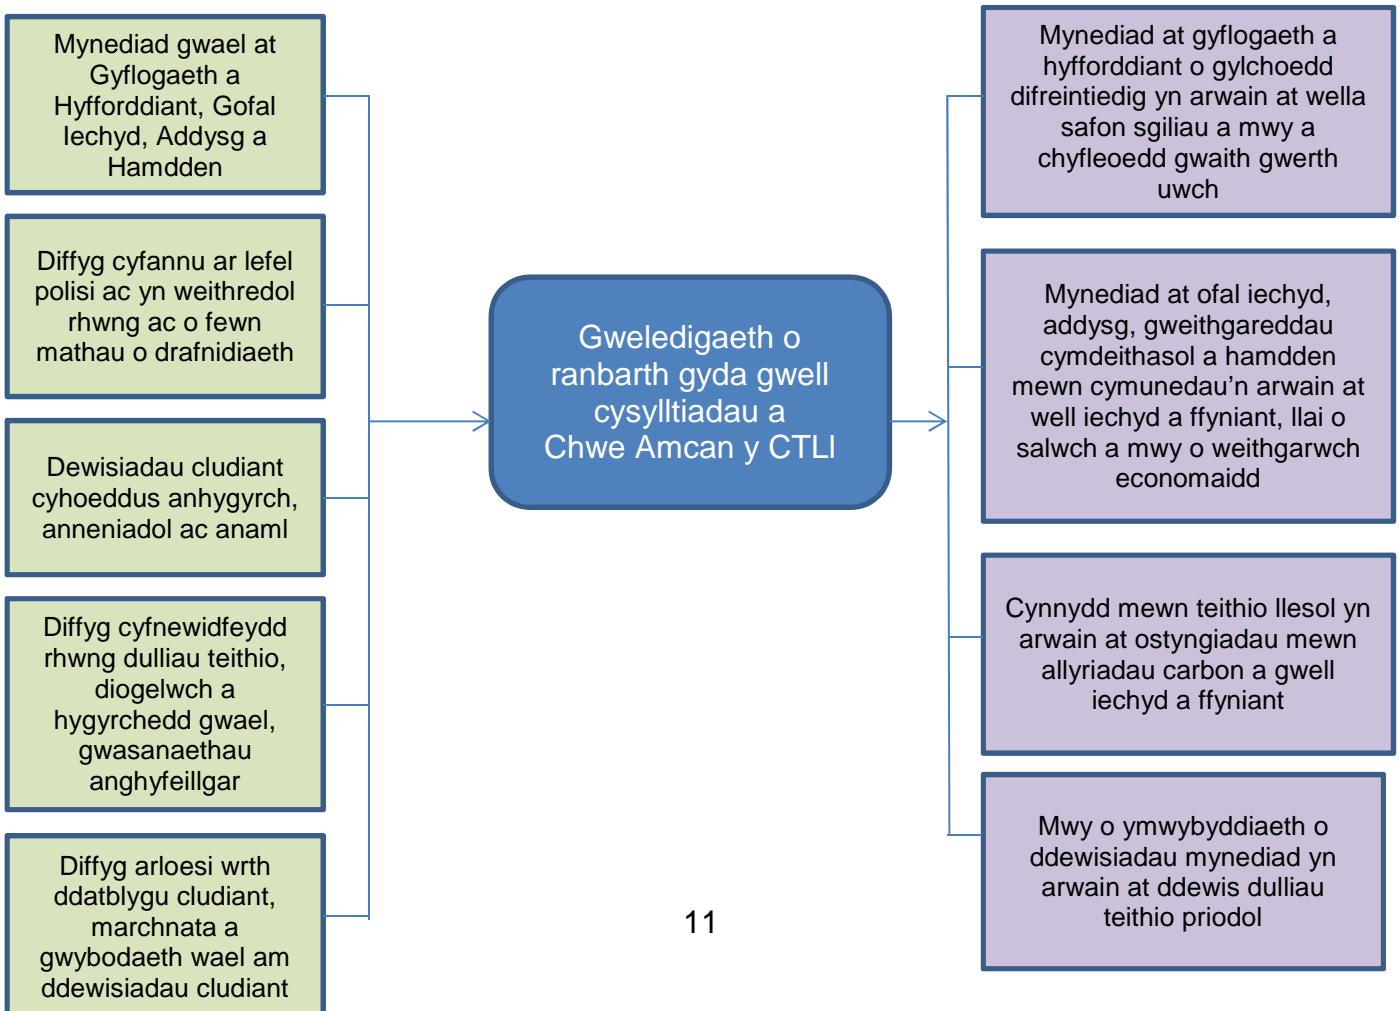 Mynediad gwael at
Gyflogaeth a
Hyfforddiant, Gofal
Iechyd, Addysg a
Hamdden
Diffyg cyfannu ar lefel
polisi ac yn weithredol
rhwng ac o fewn
mathau o drafnidiaeth
Dewisiadau cludiant
cyhoeddus anhygyrch,
anneniadol ac anaml
Diffyg cyfnewidfeydd
rhwng dulliau teithio,
diogelwch a
hygyrchedd gwael,
gwasanaethau
anghyfeillgar
Diffyg arloesi wrth
ddatblygu cludiant,
marchnata a
gwybodaeth wael am
ddewisiadau cludiant
Gweledigaeth o
ranbarth gyda gwell
cysylltiadau a
Chwe Amcan y CTLl
Mynediad at gyflogaeth a
hyfforddiant o gylchoedd
difreintiedig yn arwain at wella
safon sgiliau a mwy a
chyfleoedd gwaith gwerth
uwch
Mynediad at ofal iechyd,
addysg, gweithgareddau
cymdeithasol a hamdden
mewn cymunedau’n arwain at
well iechyd a ffyniant, llai o
salwch a mwy o weithgarwch
economaidd
Cynnydd mewn teithio llesol yn
arwain at ostyngiadau mewn
allyriadau carbon a gwell
iechyd a ffyniant
Mwy o ymwybyddiaeth o
ddewisiadau mynediad yn
arwain at ddewis dulliau
teithio priodol
11